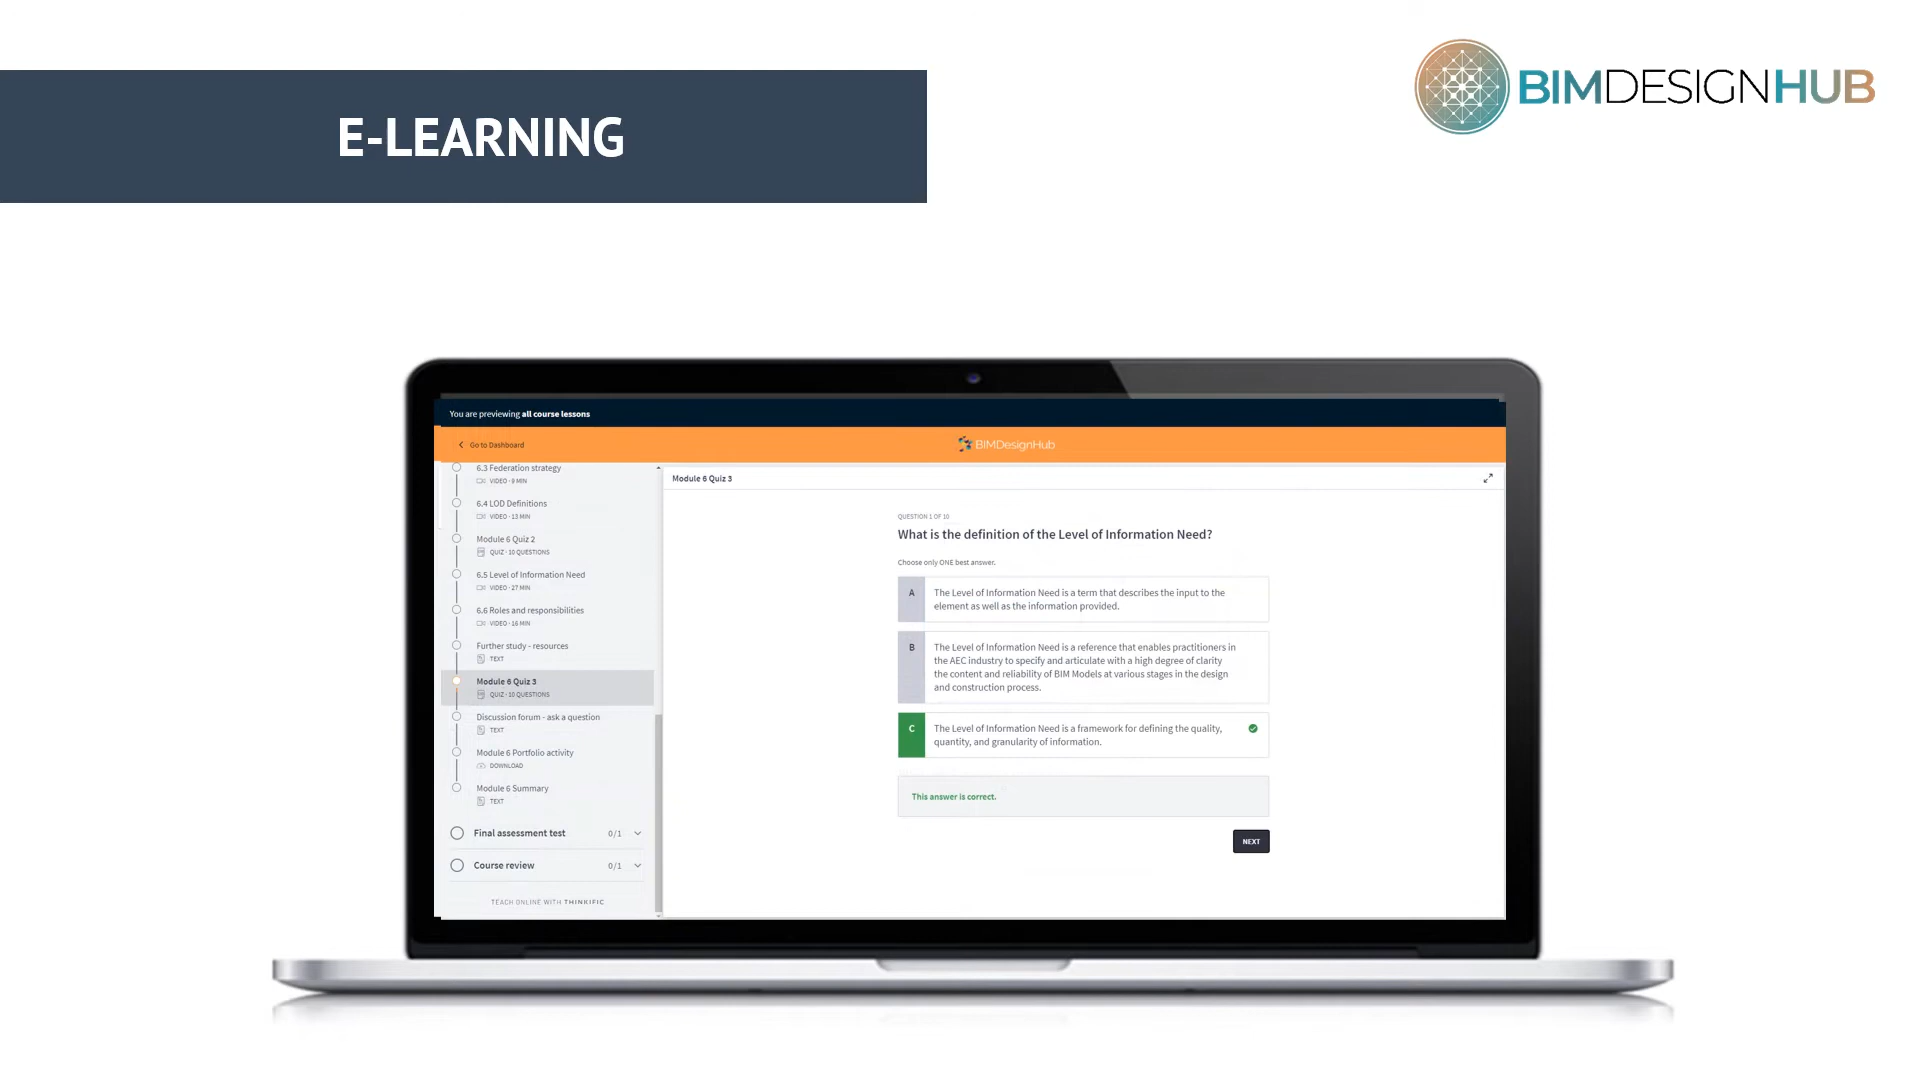 E-LEARNING
BIMDESIGNHUB
You are previewing all course lessons
Go to Dashboard
BIMDesignHub
6.3 Federation strategy
VIDEO · 9 MIN
6.4 LOD Definitions
VIDEO · 13 MIN
Module 6 Quiz 2
QUIZ · 10 QUESTIONS
6.5 Level of Information Need
VIDEO · 27 MIN
6.6 Roles and responsibilities
VIDEO · 16 MIN
Further study - resources
TEXT
Module 6 Quiz 3
QUIZ · 10 QUESTIONS
Discussion forum - ask a question
TEXT
Module 6 Portfolio activity
DOWNLOAD
Module 6 Summary
TEXT
Final assessment test 0/1
Course review 0/1
TEACH ONLINE WITH THINKIFIC
Module 6 Quiz 3
QUESTION 1 OF 10
What is the definition of the Level of Information Need?
Choose only ONE best answer.
A
The Level of Information Need is a term that describes the input to the
element as well as the information provided.
B
The Level of Information Need is a reference that enables practitioners in
the AEC industry to specify and articulate with a high degree of clarity
the content and reliability of BIM Models at various stages in the design
and construction process.
C
The Level of Information Need is a framework for defining the quality,
quantity, and granularity of information.
This answer is correct.
NEXT